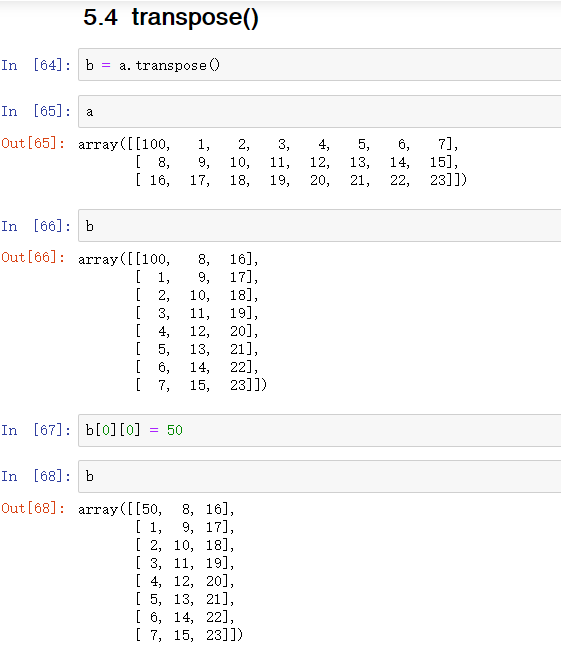 5.4 transpose()
In [64]: b = a.transpose()
In [65]: a
Out[65]: array([[100, 1, 2, 3, 4, 5, 6, 7],
[ 8, 9, 10, 11, 12, 13, 14, 15],
[ 16, 17, 18, 19, 20, 21, 22, 23]])
In [66]: b
Out[66]: array([[100, 8, 16],
[ 1, 9, 17],
[ 2, 10, 18],
[ 3, 11, 19],
[ 4, 12, 20],
[ 5, 13, 21],
[ 6, 14, 22],
[ 7, 15, 23]])
In [67]: b[0][0] = 50
In [68]: b
Out[68]: array([[50, 8, 16],
[ 1, 9, 17],
[ 2, 10, 18],
[ 3, 11, 19],
[ 4, 12, 20],
[ 5, 13, 21],
[ 6, 14, 22],
[ 7, 15, 23]])